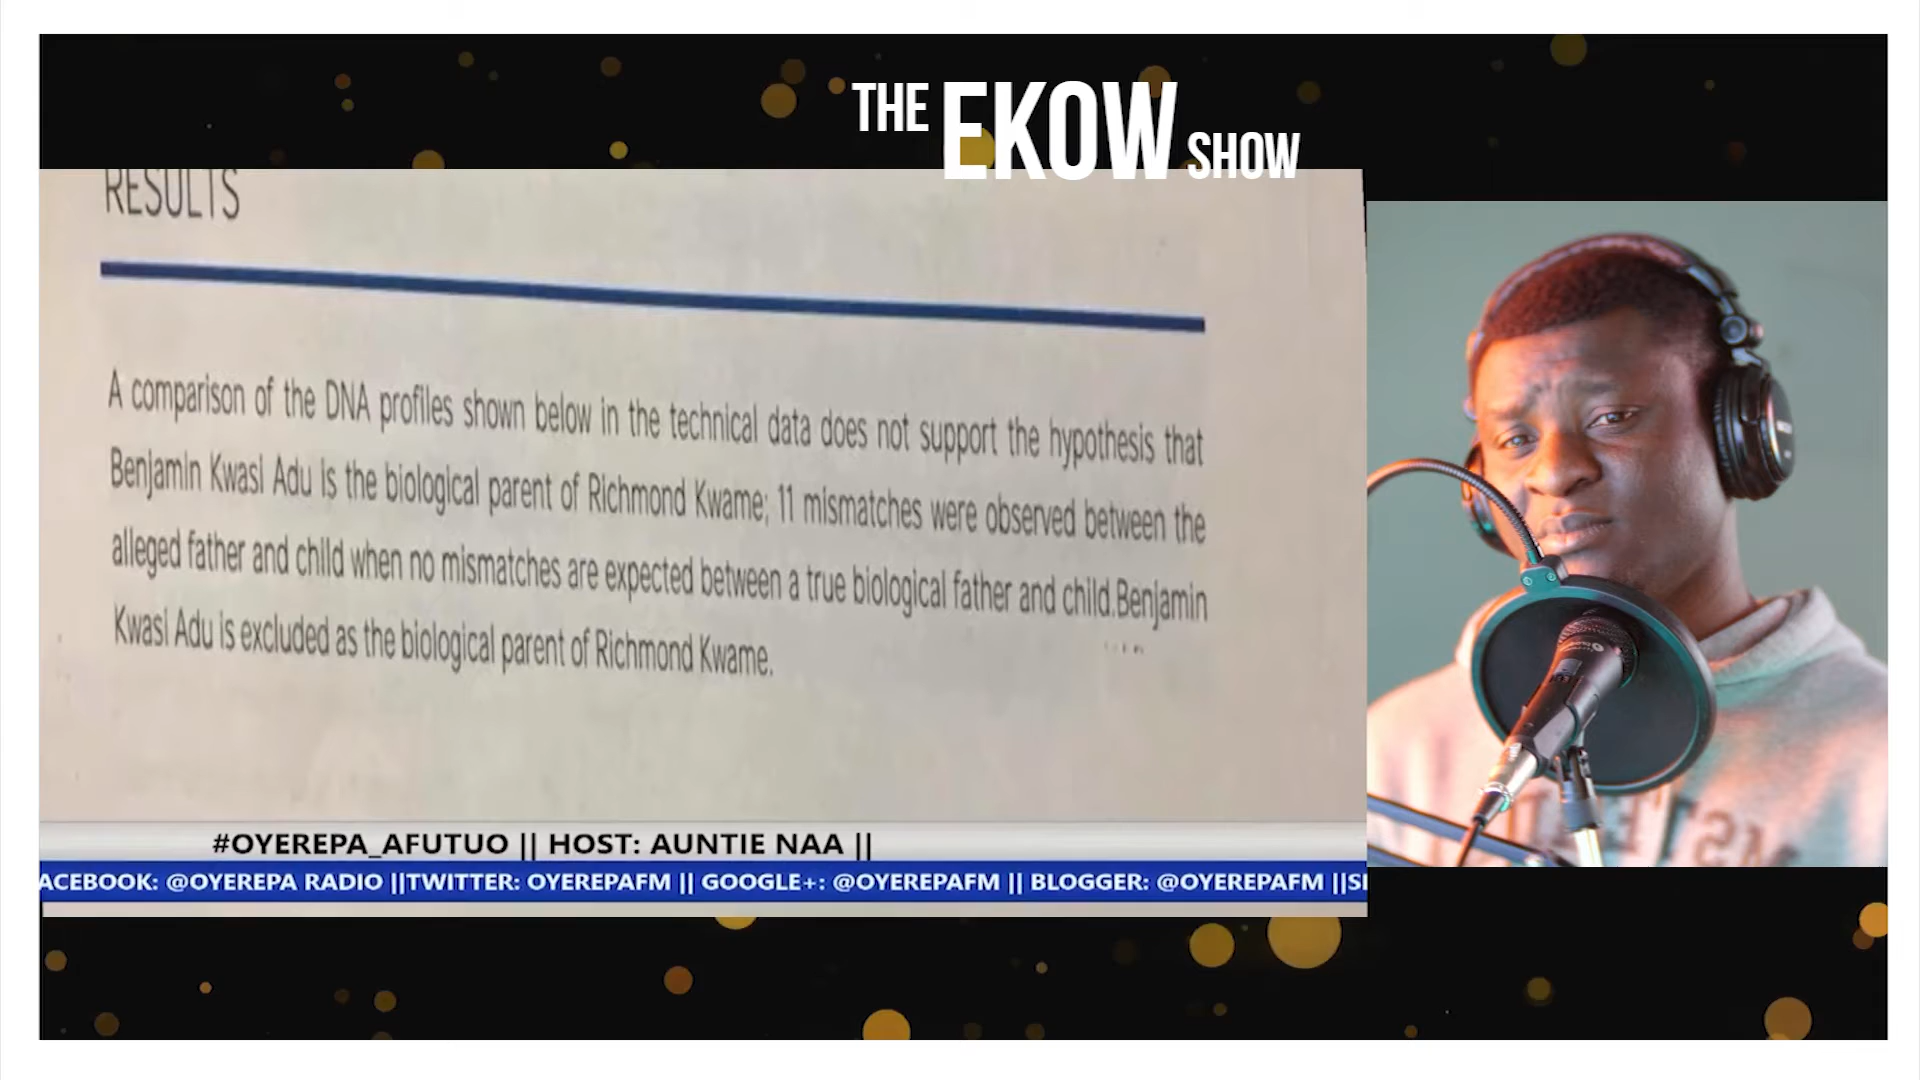 THE EKOW SHOW
RESULTS
A comparison of the DNA profiles shown below in the technical data does not support the hypothesis that
Benjamin Kwasi Adu is the biological parent of Richmond Kwame; 11 mismatches were observed between the
alleged father and child when no mismatches are expected between a true biological father and child.Benjamin
Kwasi Adu is excluded as the biological parent of Richmond Kwame.
#OYEREPA_AFUTUO || HOST: AUNTIE NAA ||
ACEBOOK: @OYEREPA RADIO ||TWITTER: OYEREPAFM || GOOGLE+: @OYEREPAFM || BLOGGER: @OYEREPAFM ||